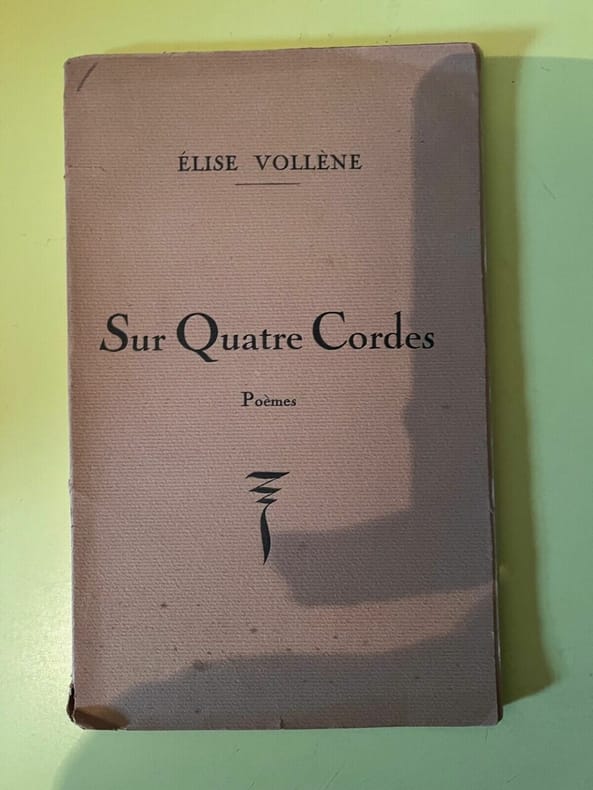 ÉLISE VOLLÈNE
Sur Quatre Cordes
Poèmes